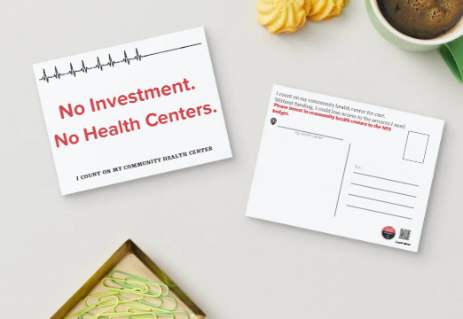 No Investment.
No Health Centers.
I COUNT ON MY COMMUNITY HEALTH CENTER
I count on my community health center for care.
Without funding, I could lose access to the services I need.
Please invest in community health centers in the NYS
budget.